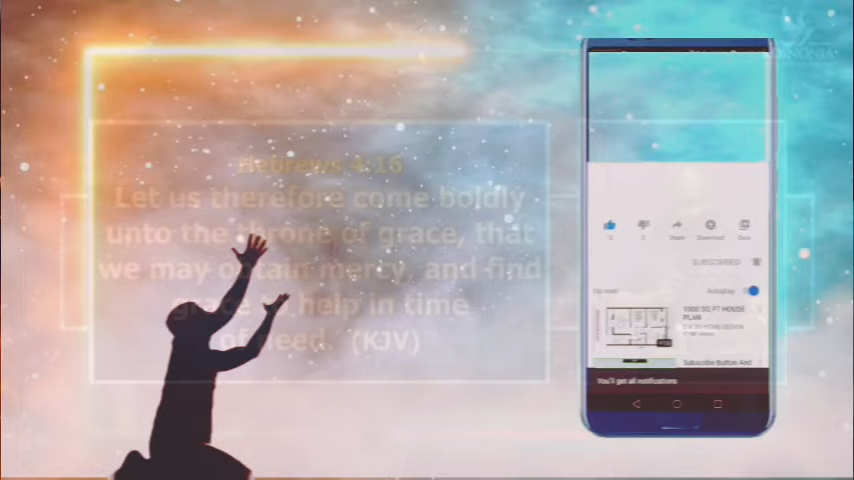 Hebrews 4:16
Let us therefore come boldly
unto the throne of grace, that
we may obtain mercy, and find
grace to help in time
of need. (KJV)
Share
Download
Save
SUBSCRIBED
Up next
Autoplay
1000 SQ FT HOUSE
PLAN
Subscribe Button And
You'll get all notifications